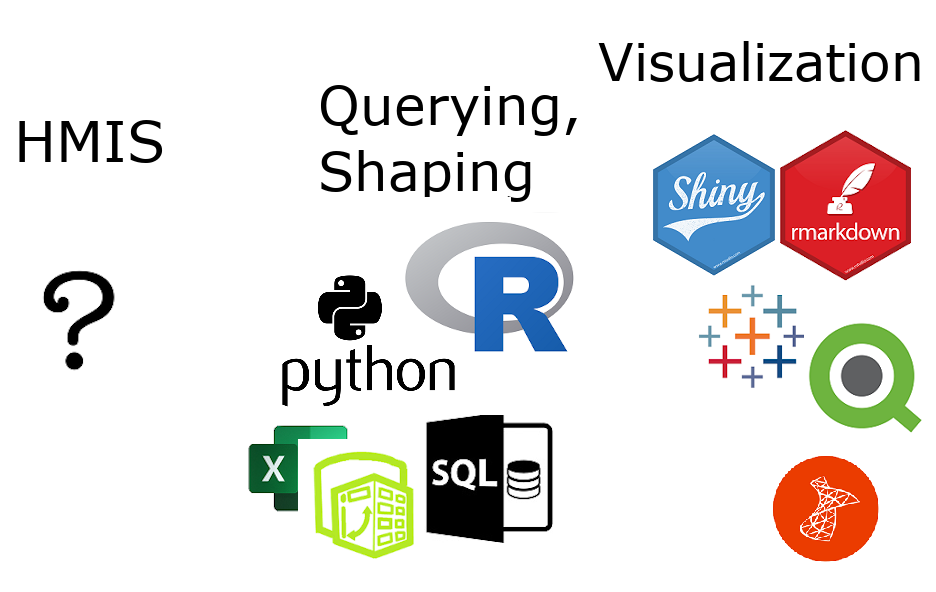 HMIS
?
Querying,
Shaping
python
R
X
SQL
Visualization
Shiny
rmarkdown